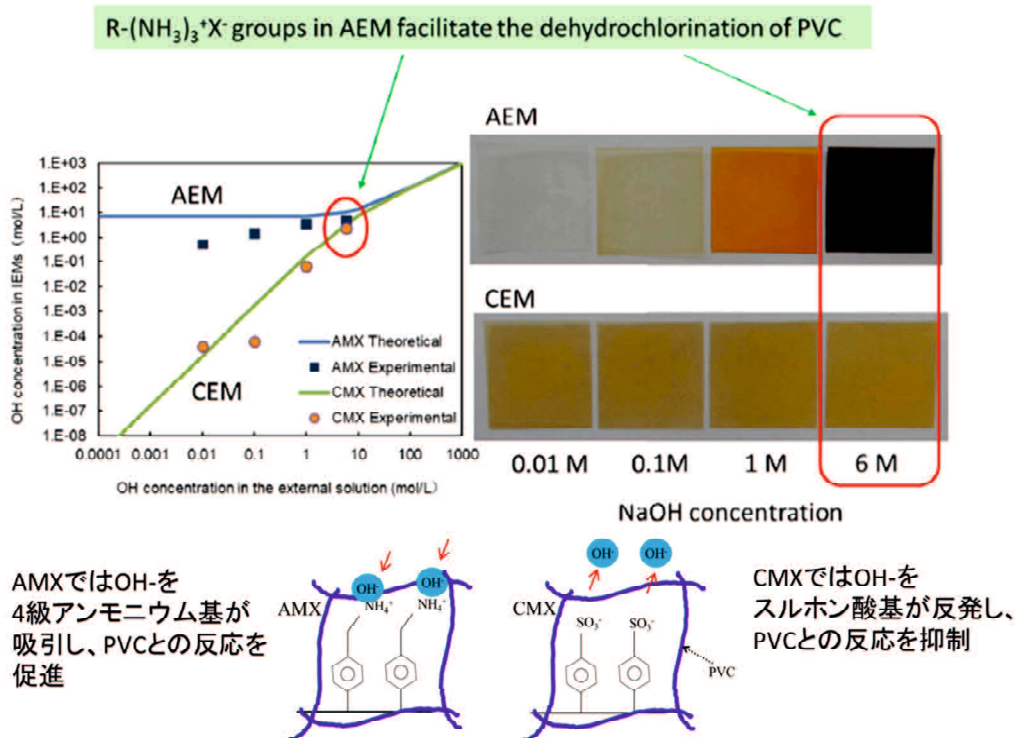 R-(NH₃)₃⁺X⁻ groups in AEM facilitate the dehydrochlorination of PVC
OH concentration in IEMs (mol/L)
1.E+03
1.E+02
1.E+01
1.E+00
1.E-01
1.E-02
1.E-03
1.E-04
1.E-05
1.E-06
1.E-07
1.E-08
AEM
CEM
AMX Theoretical
AMX Experimental
CMX Theoretical
CMX Experimental
0.0001 0.001 0.01 0.1 1 10 100 1000
OH concentration in the external solution (mol/L)
AEM
CEM
0.01 M 0.1M 1 M 6 M
NaOH concentration
AMXではOH-を
4級アンモニウム基が
吸引し、PVCとの反応を
促進
AMX
OH⁻ OH⁻
NH₄⁺ NH₄⁺
OH⁻ OH⁻
CMX
SO₃⁻ SO₃⁻
PVC
CMXではOH-を
スルホン酸基が反発し、
PVCとの反応を抑制